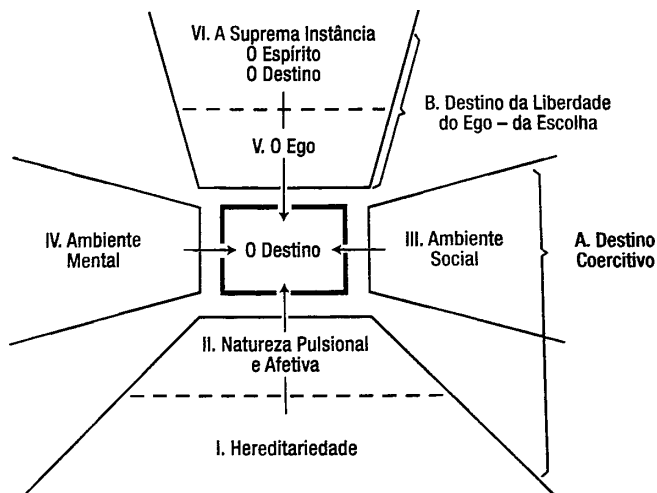 VI. A Suprema Instância
O Espírito
O Destino
B. Destino da Liberdade
do Ego – da Escolha
V. O Ego
IV. Ambiente
Mental
O Destino
III. Ambiente
Social
A. Destino
Coercitivo
II. Natureza Pulsional
e Afetiva
I. Hereditariedade